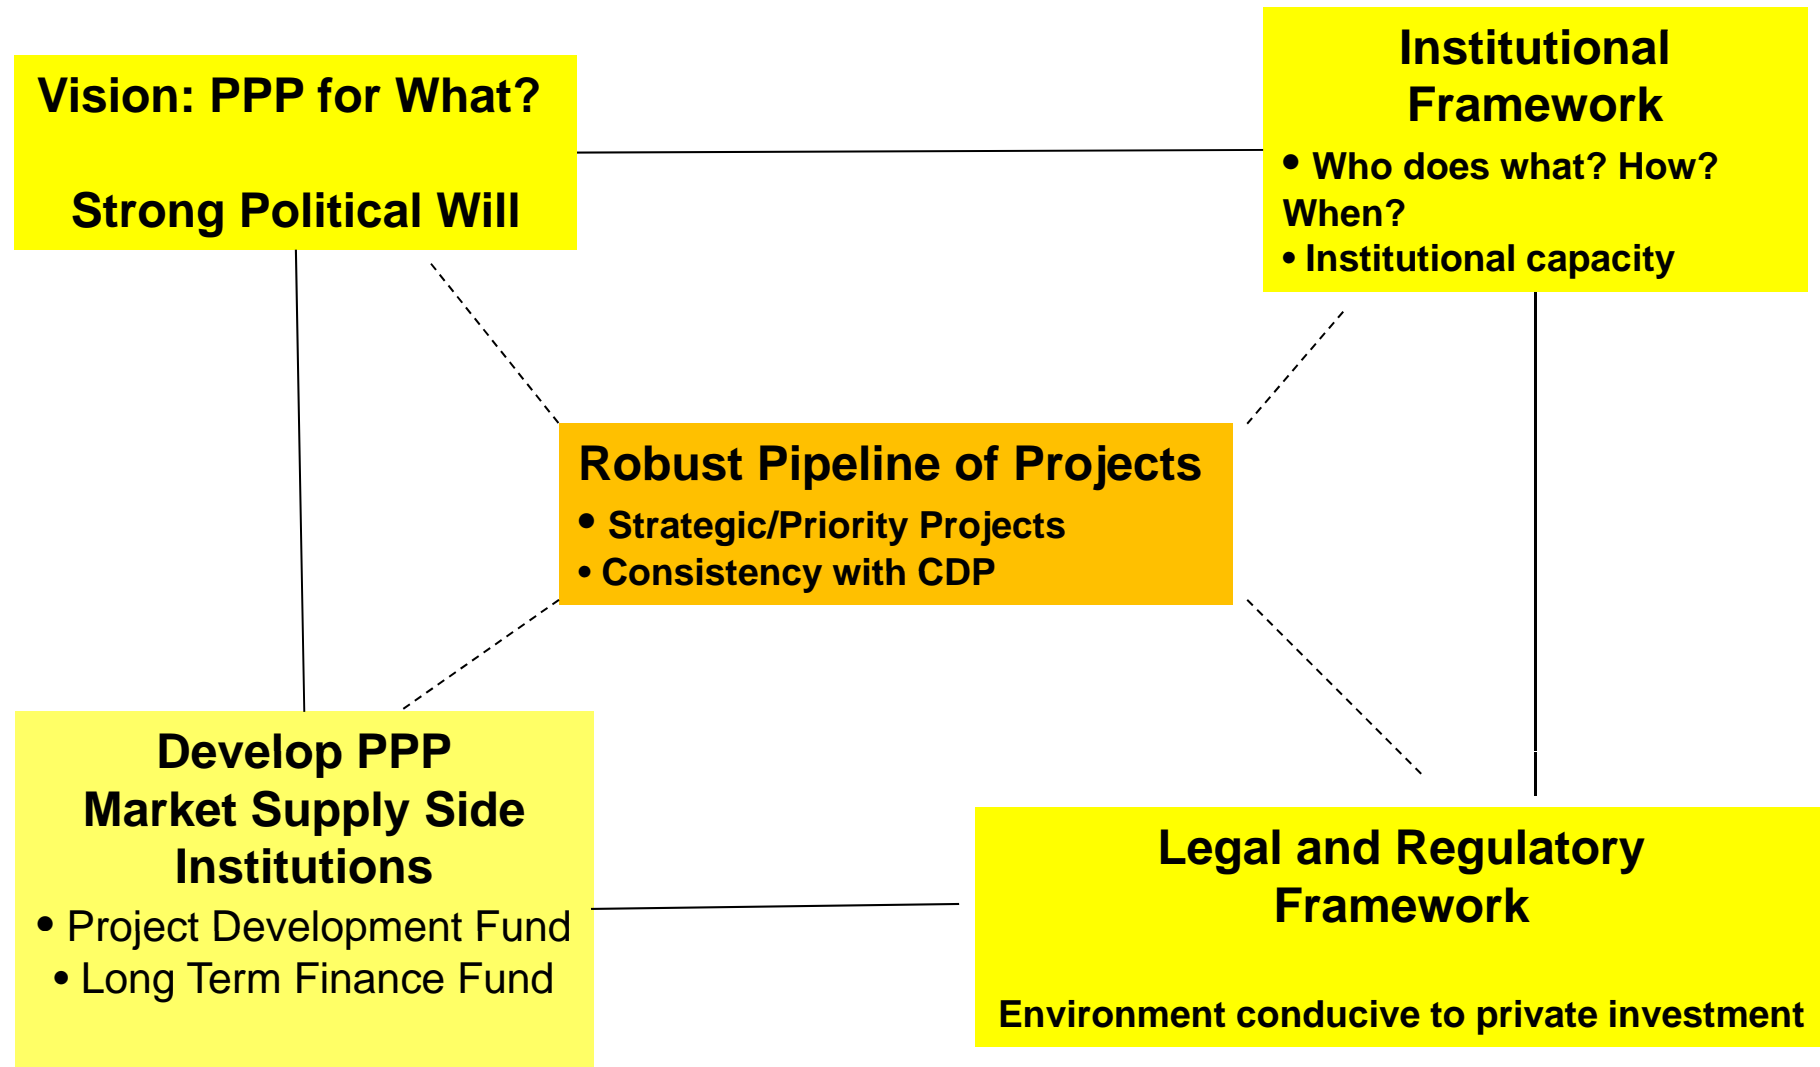 Vision: PPP for What?
Strong Political Will
Institutional
Framework
• Who does what? How?
When?
• Institutional capacity
Robust Pipeline of Projects
• Strategic/Priority Projects
• Consistency with CDP
Develop PPP
Market Supply Side
Institutions
• Project Development Fund
• Long Term Finance Fund
Legal and Regulatory
Framework
Environment conducive to private investment